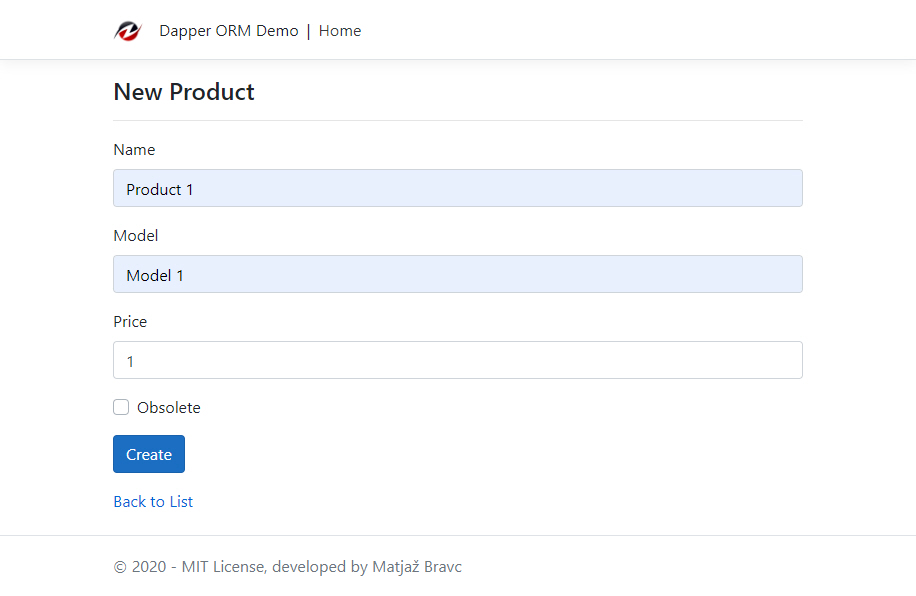 Dapper ORM Demo | Home
New Product
Name
Product 1
Model
Model 1
Price
1
Obsolete
Create
Back to List
© 2020 - MIT License, developed by Matjaž Bravc